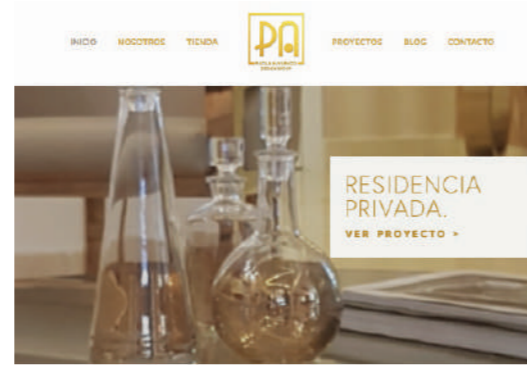 INICIO NOSOTROS TIENDA PROYECTOS BLOG CONTACTO
PA
RESIDENCIA
PRIVADA.
VER PROYECTO >